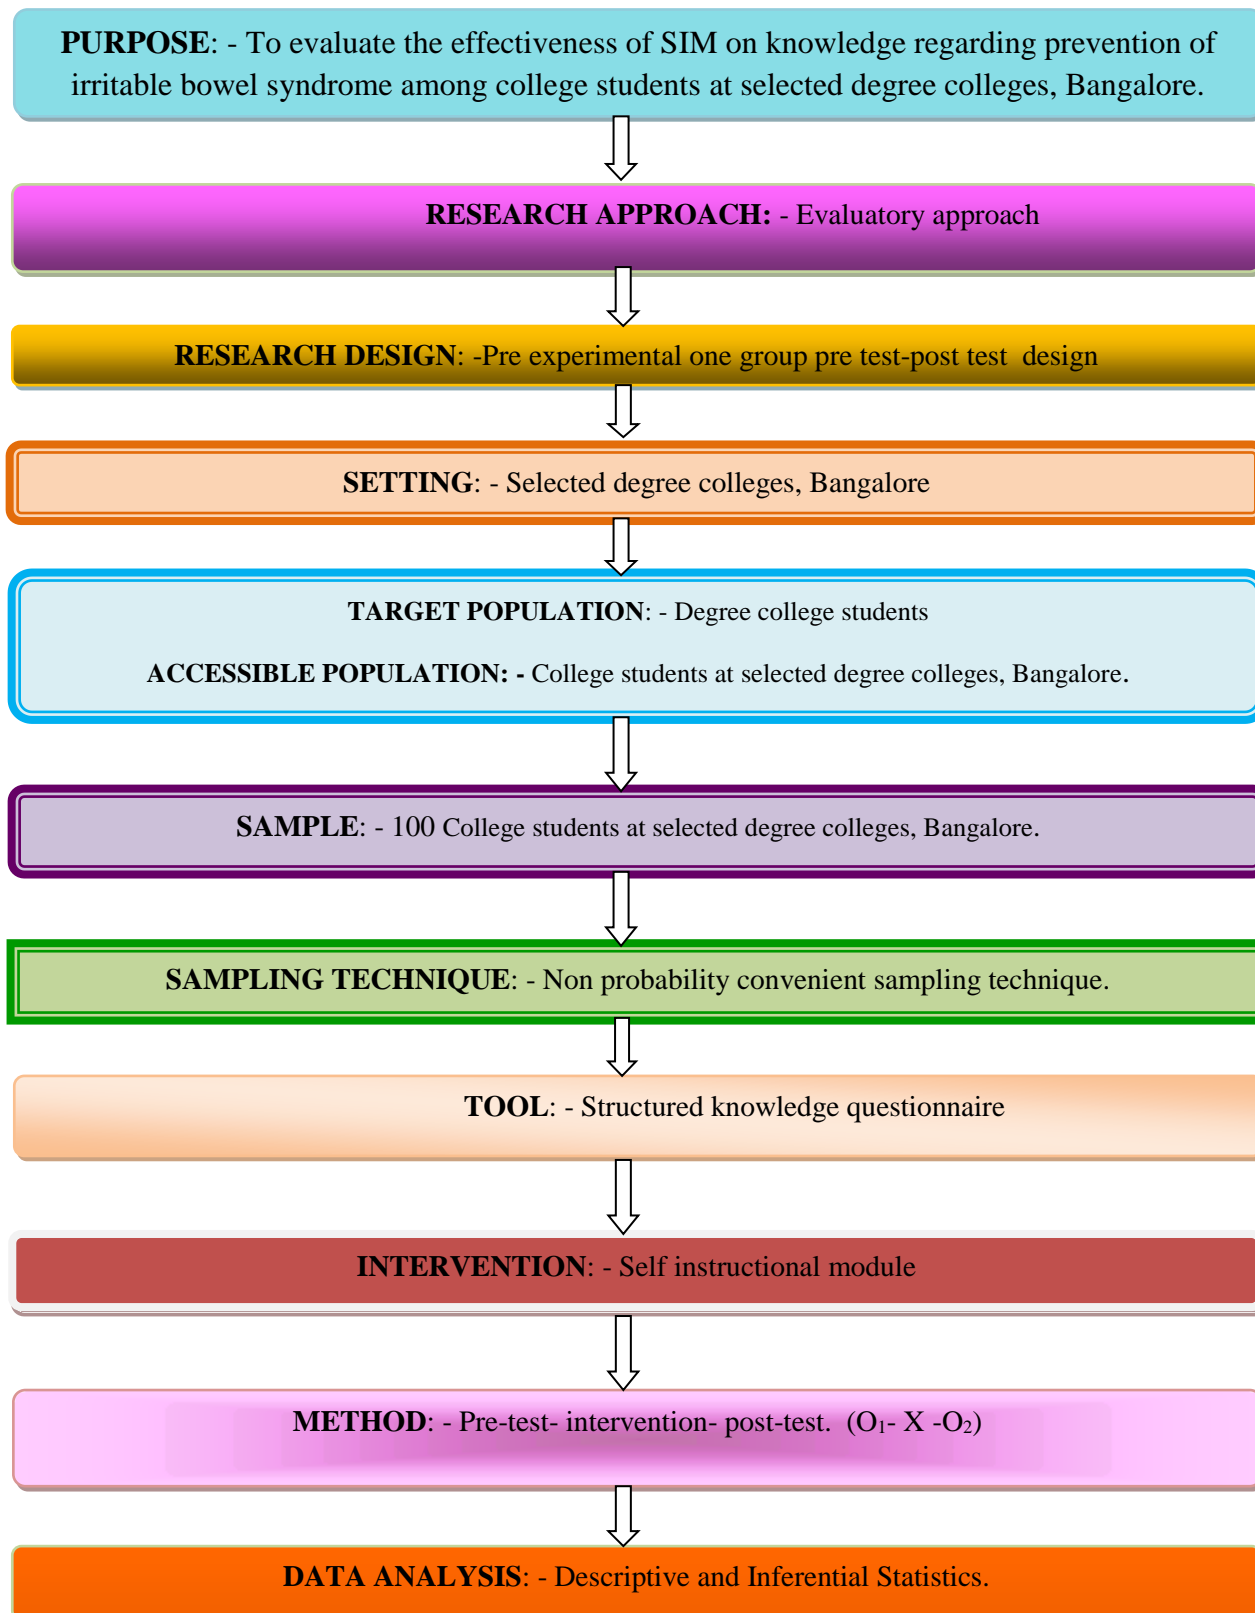 PURPOSE: - To evaluate the effectiveness of SIM on knowledge regarding prevention of
irritable bowel syndrome among college students at selected degree colleges, Bangalore.
RESEARCH APPROACH: - Evaluatory approach
RESEARCH DESIGN: -Pre experimental one group pre test-post test  design
SETTING: - Selected degree colleges, Bangalore
TARGET POPULATION: - Degree college students
ACCESSIBLE POPULATION: - College students at selected degree colleges, Bangalore.
SAMPLE: - 100 College students at selected degree colleges, Bangalore.
SAMPLING TECHNIQUE: - Non probability convenient sampling technique.
TOOL: - Structured knowledge questionnaire
INTERVENTION: - Self instructional module
METHOD: - Pre-test- intervention- post-test.  (O₁- X -O₂)
DATA ANALYSIS: - Descriptive and Inferential Statistics.